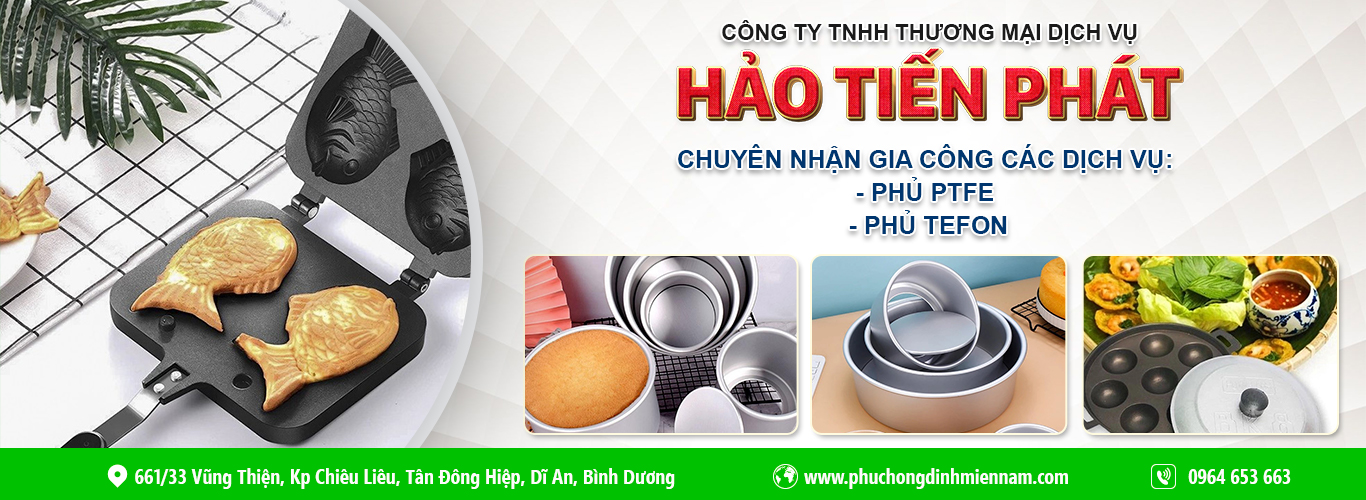 CÔNG TY TNHH THƯƠNG MẠI DỊCH VỤ
HẢO TIẾN PHÁT
CHUYÊN NHẬN GIA CÔNG CÁC DỊCH VỤ:
- PHỦ PTFE
- PHỦ TEFON
661/33 Vũng Thiện, Kp Chiêu Liêu, Tân Đông Hiệp, Dĩ An, Bình Dương
www.phuchongdinhmiennam.com
0964 653 663